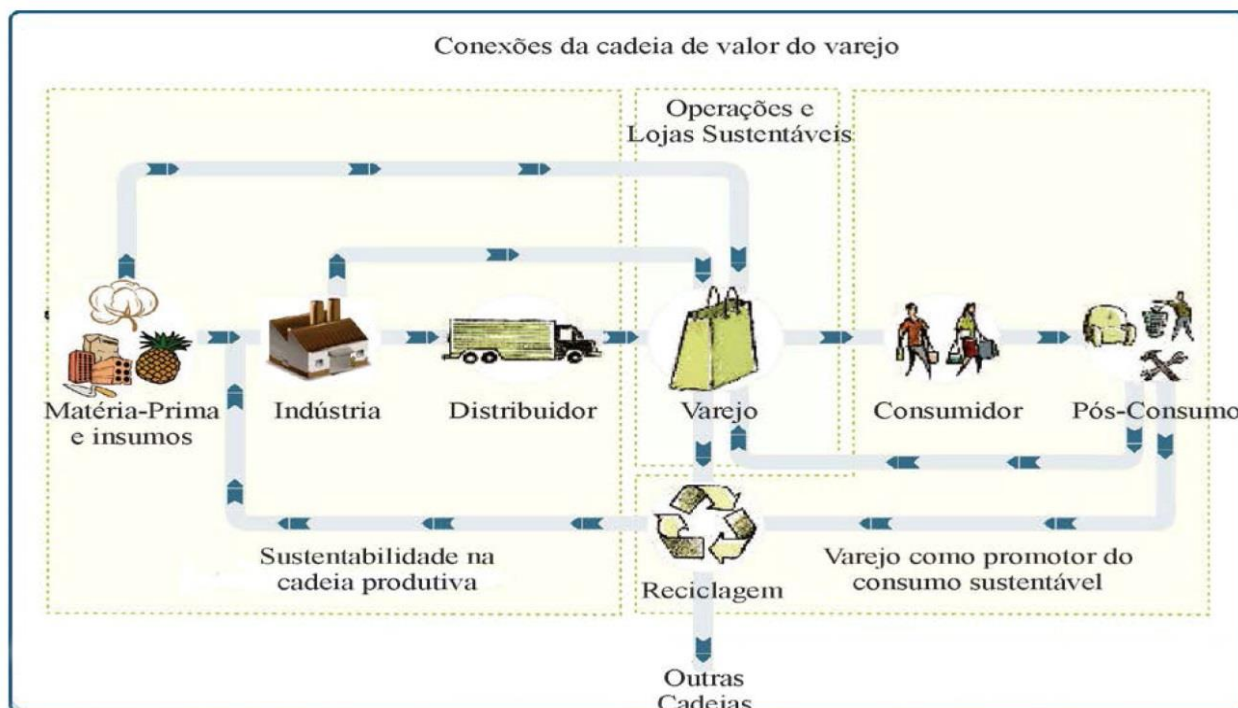 Conexões da cadeia de valor do varejo
Operações e
Lojas Sustentáveis
Matéria-Prima
e insumos
Indústria
Distribuidor
Varejo
Consumidor
Pós-Consumo
Sustentabilidade na
cadeia produtiva
Reciclagem
Varejo como promotor do
consumo sustentável
Outras
Cadeias